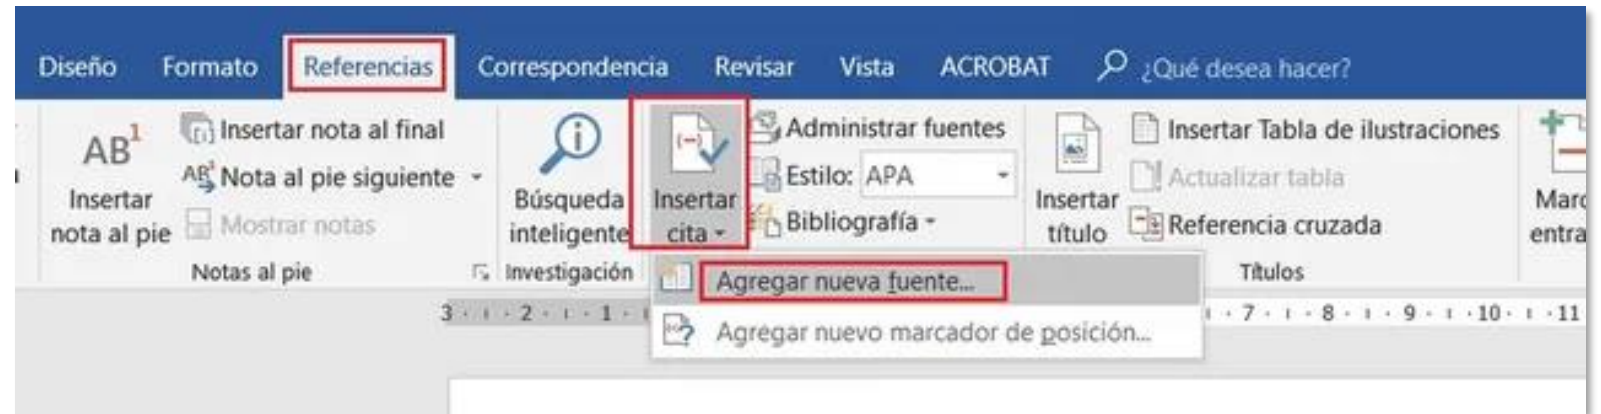 Diseño Formato Referencias Correspondencia Revisar Vista ACROBAT ¿Qué desea hacer?
AB1
Insertar
nota al pie
Insertar nota al final
AB1 Nota al pie siguiente
Mostrar notas
Notas al pie
Búsqueda
inteligente
Investigación
Insertar
cita
Administrar fuentes
Estilo: APA
Bibliografía
Agregar nueva fuente...
Agregar nuevo marcador de posición...
Insertar
título
Insertar Tabla de ilustraciones
Actualizar tabla
Referencia cruzada
Títulos
Marc
entra
3 · 2 · 1 · 7 · 8 · 9 · 10 · 11